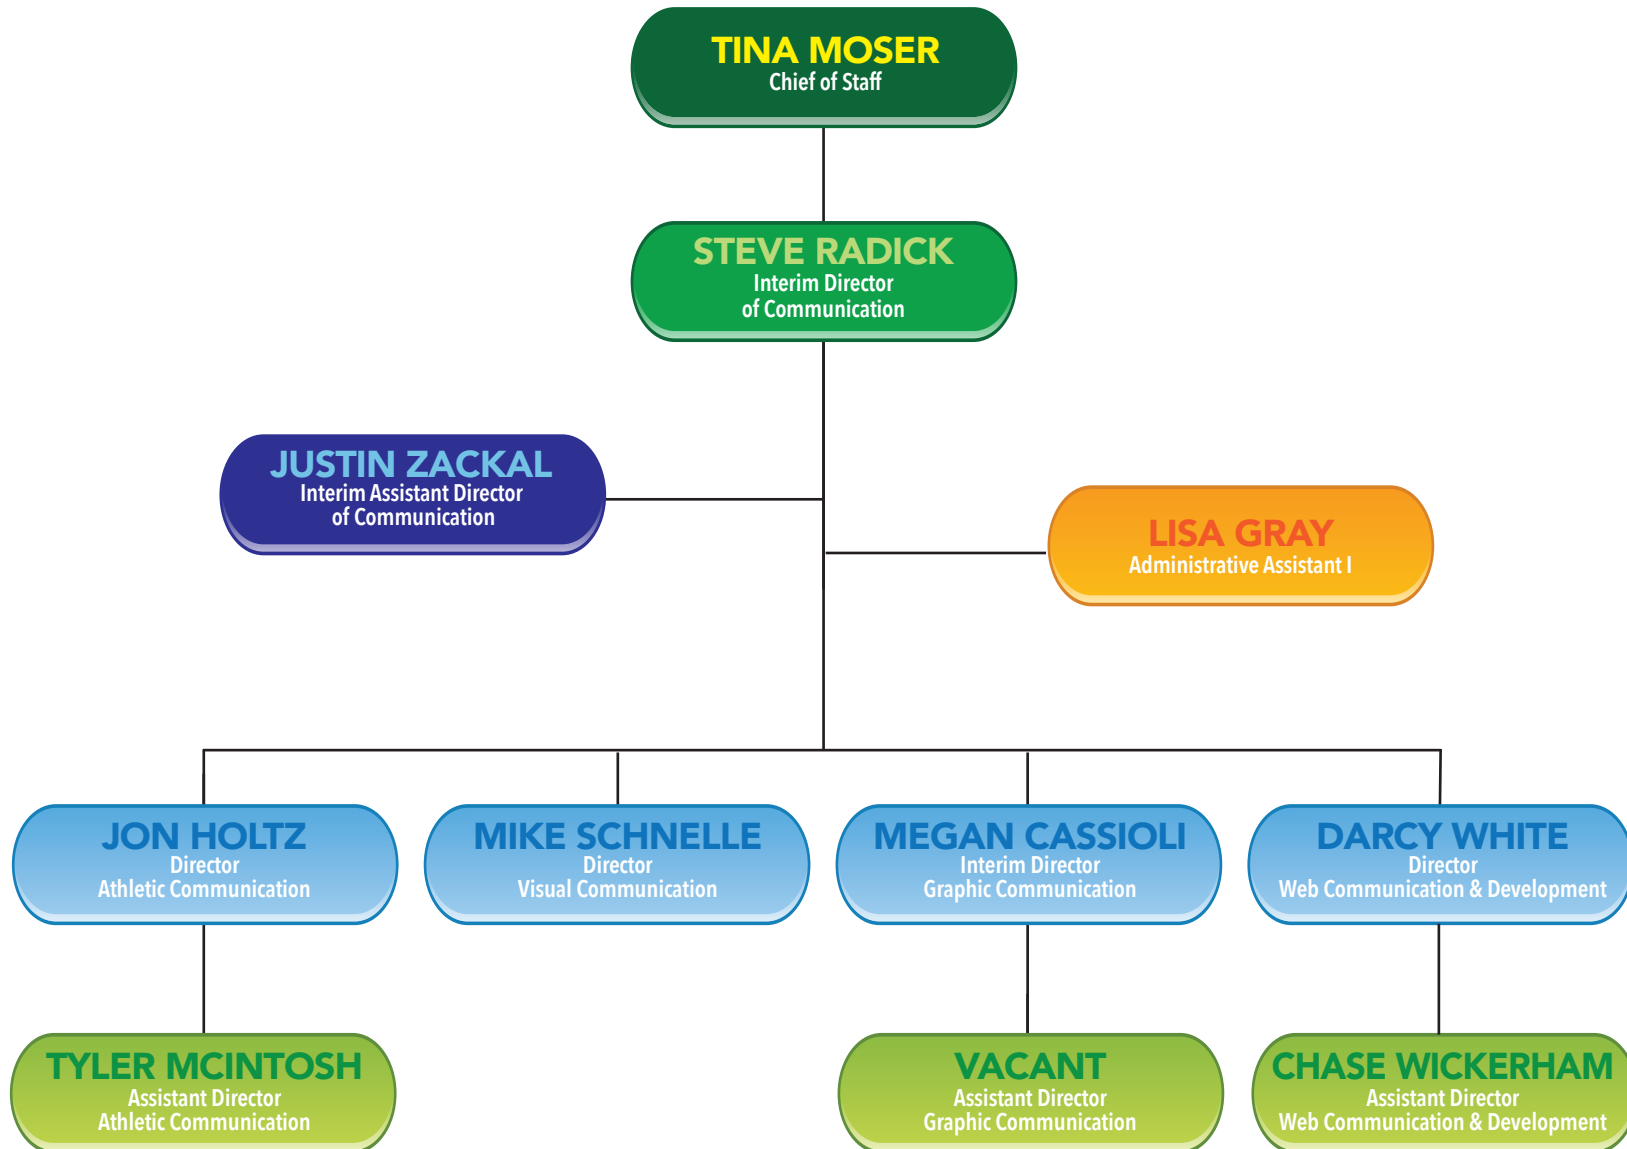 TINA MOSER
Chief of Staff
STEVE RADICK
Interim Director
of Communication
JUSTIN ZACKAL
Interim Assistant Director
of Communication
LISA GRAY
Administrative Assistant I
JON HOLTZ
Director
Athletic Communication
MIKE SCHNELLE
Director
Visual Communication
MEGAN CASSIOLI
Interim Director
Graphic Communication
DARCY WHITE
Director
Web Communication & Development
TYLER MCINTOSH
Assistant Director
Athletic Communication
VACANT
Assistant Director
Graphic Communication
CHASE WICKERHAM
Assistant Director
Web Communication & Development